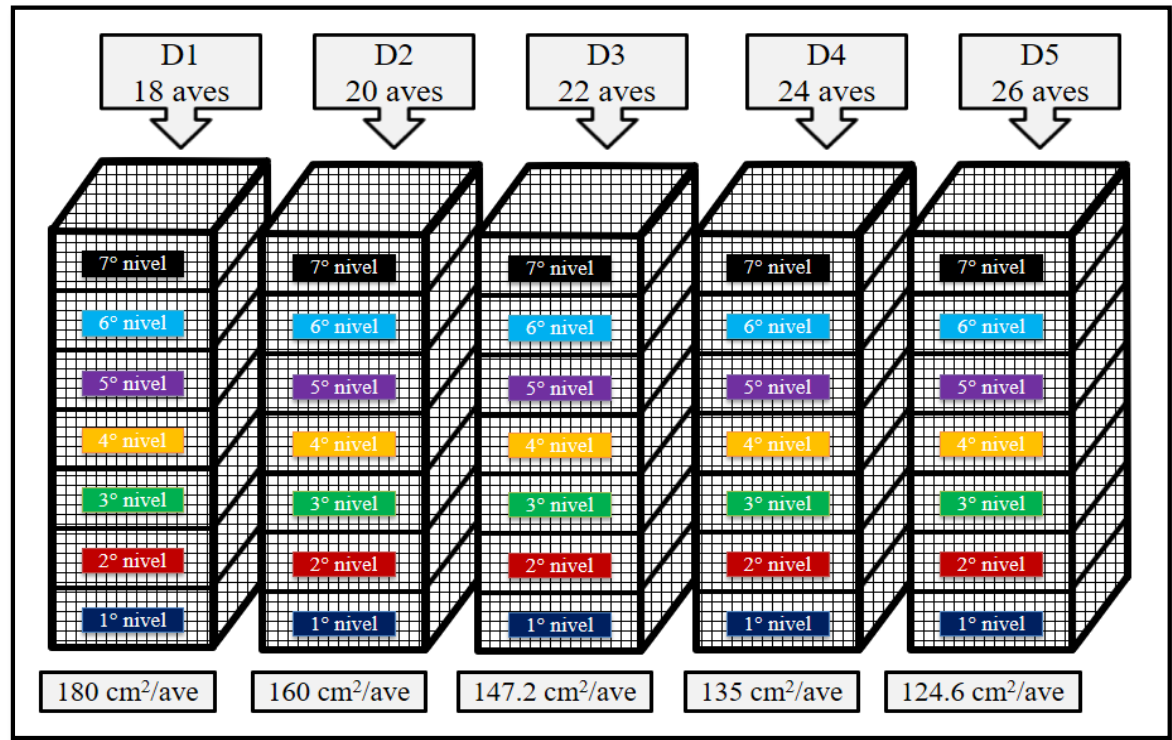 D1
18 aves
D2
20 aves
D3
22 aves
D4
24 aves
D5
26 aves
7° nivel
6° nivel
5° nivel
4° nivel
3° nivel
2° nivel
1° nivel
7° nivel
6° nivel
5° nivel
4° nivel
3° nivel
2° nivel
1° nivel
7° nivel
6° nivel
5° nivel
4° nivel
3° nivel
2° nivel
1° nivel
7° nivel
6° nivel
5° nivel
4° nivel
3° nivel
2° nivel
1° nivel
7° nivel
6° nivel
5° nivel
4° nivel
3° nivel
2° nivel
1° nivel
180 cm²/ave
160 cm²/ave
147.2 cm²/ave
135 cm²/ave
124.6 cm²/ave